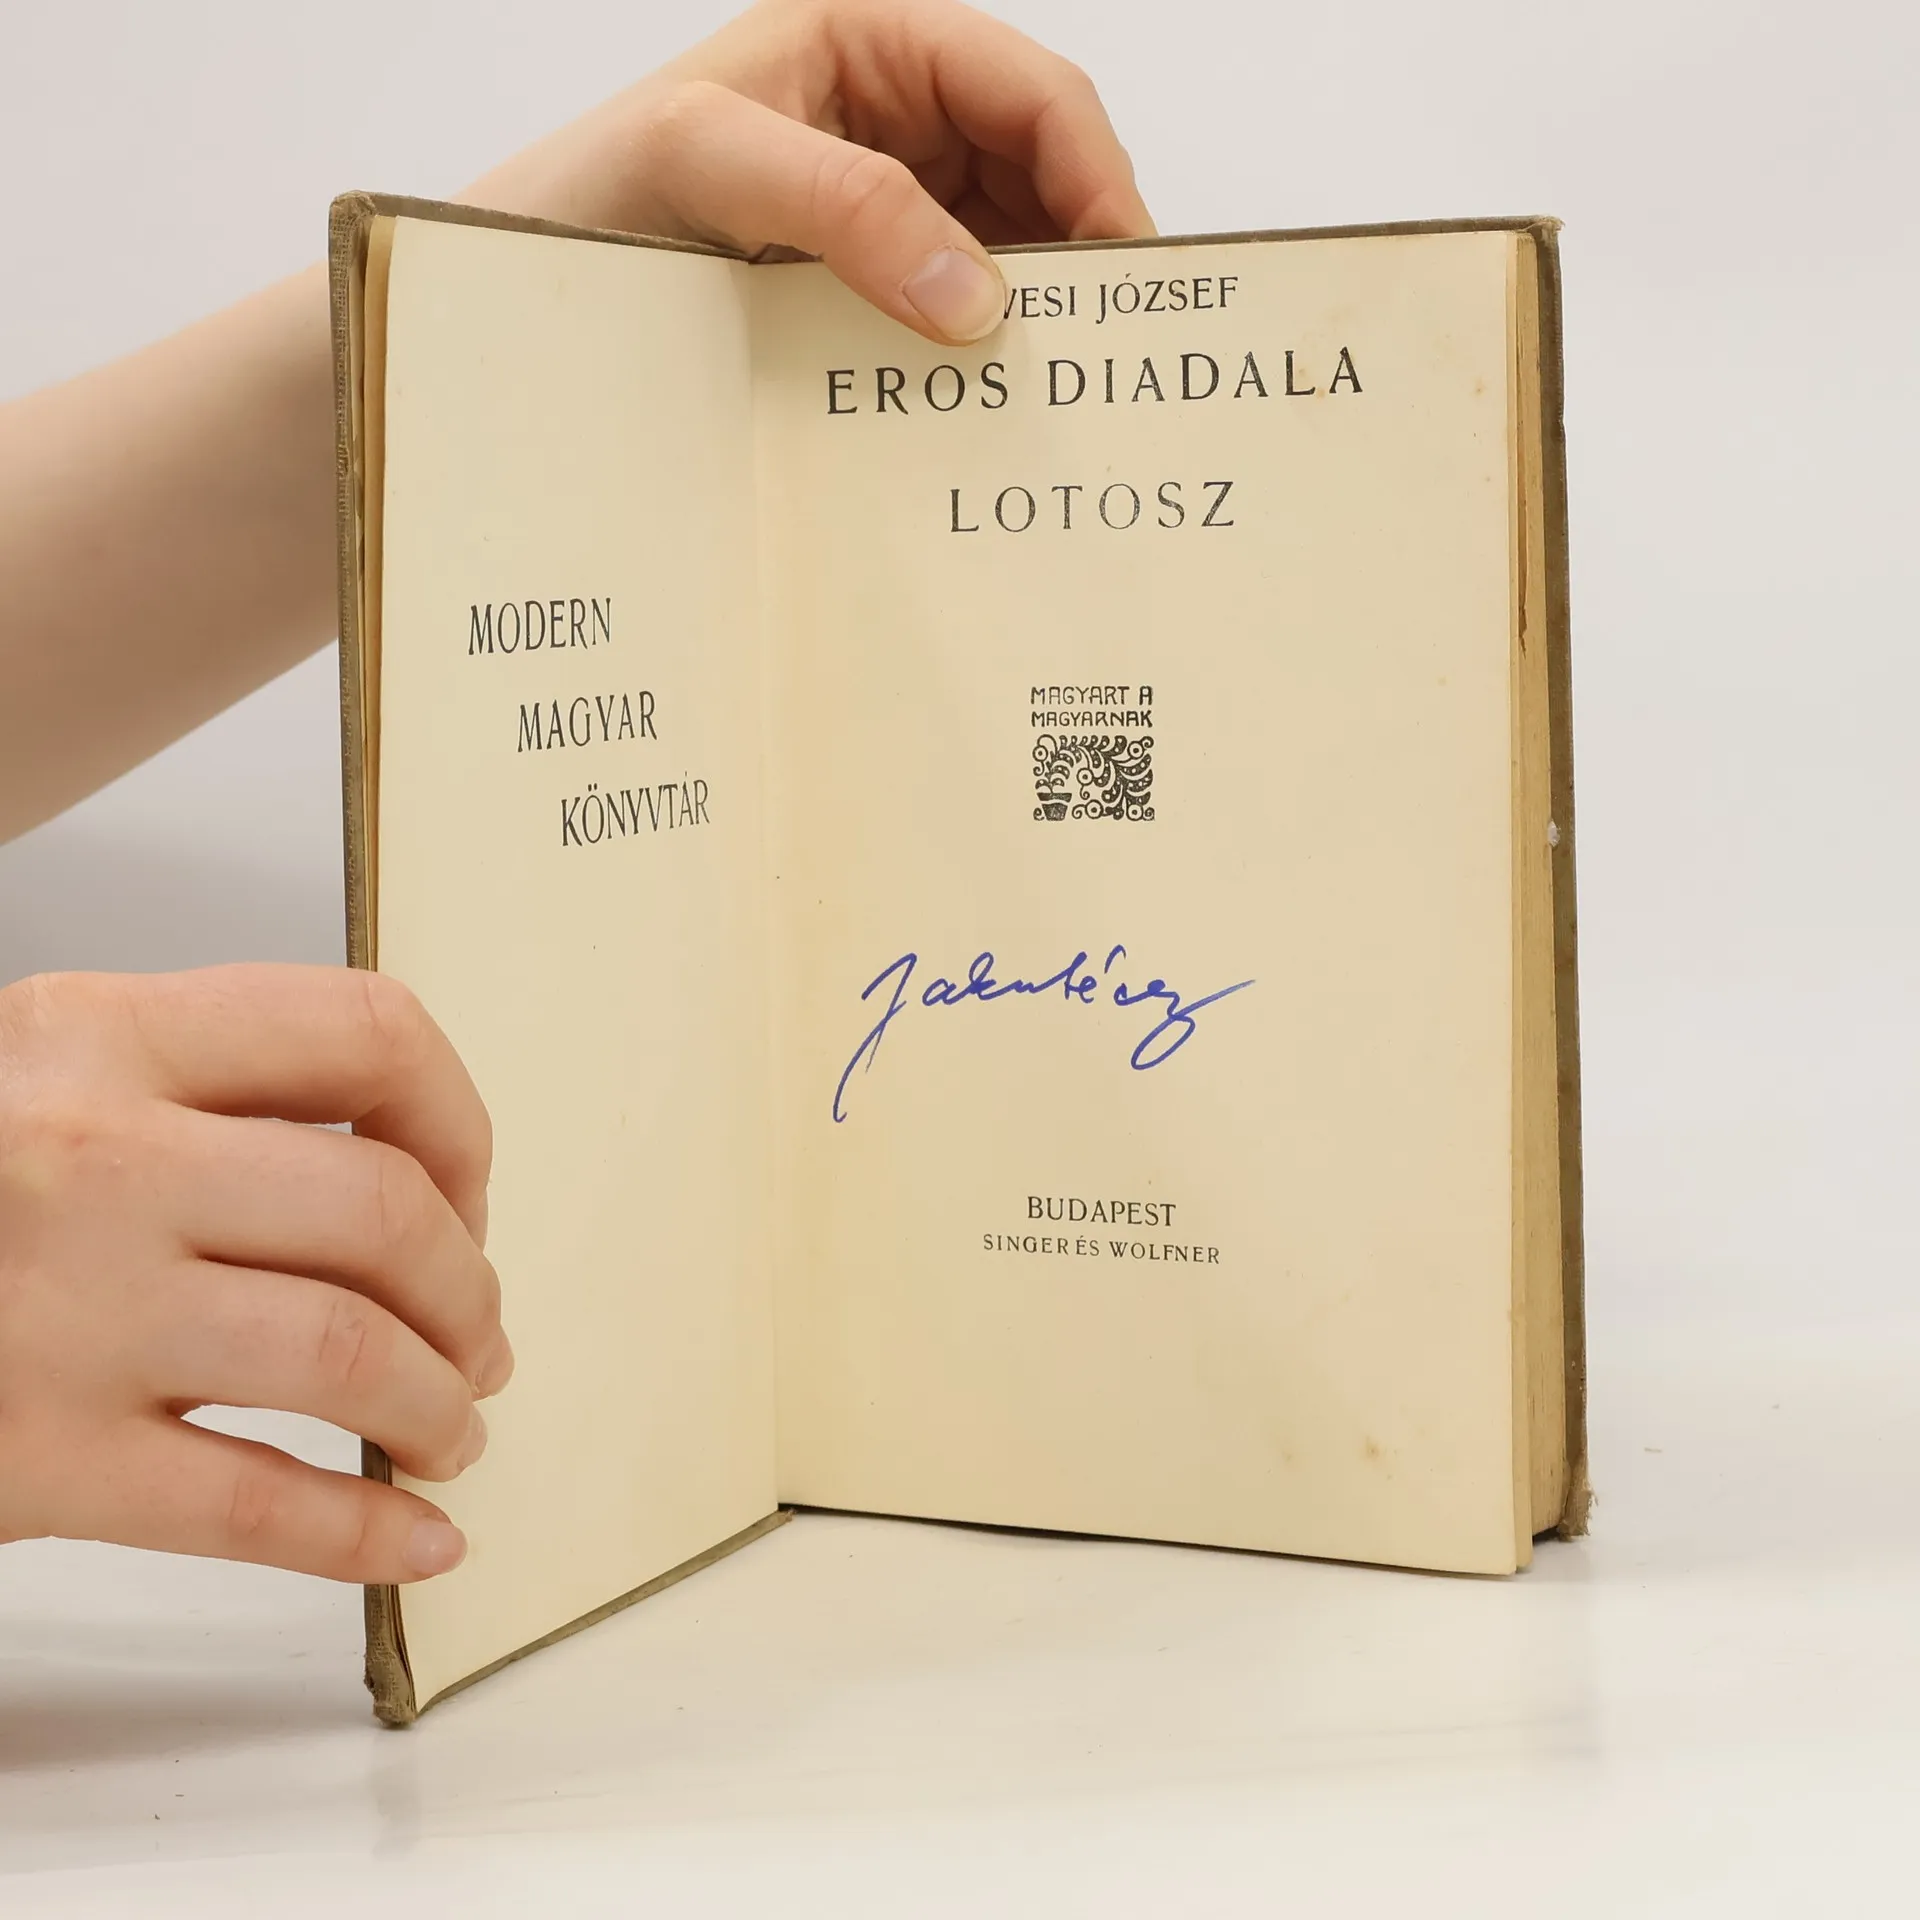 MODERN
MAGYAR
KÖNYVTÁR
VESI JÓZSEF
EROS DIADALA
LOTOSZ
MAGYART A
MAGYARNAK
BUDAPEST
SINGER ÉS WOLFNER